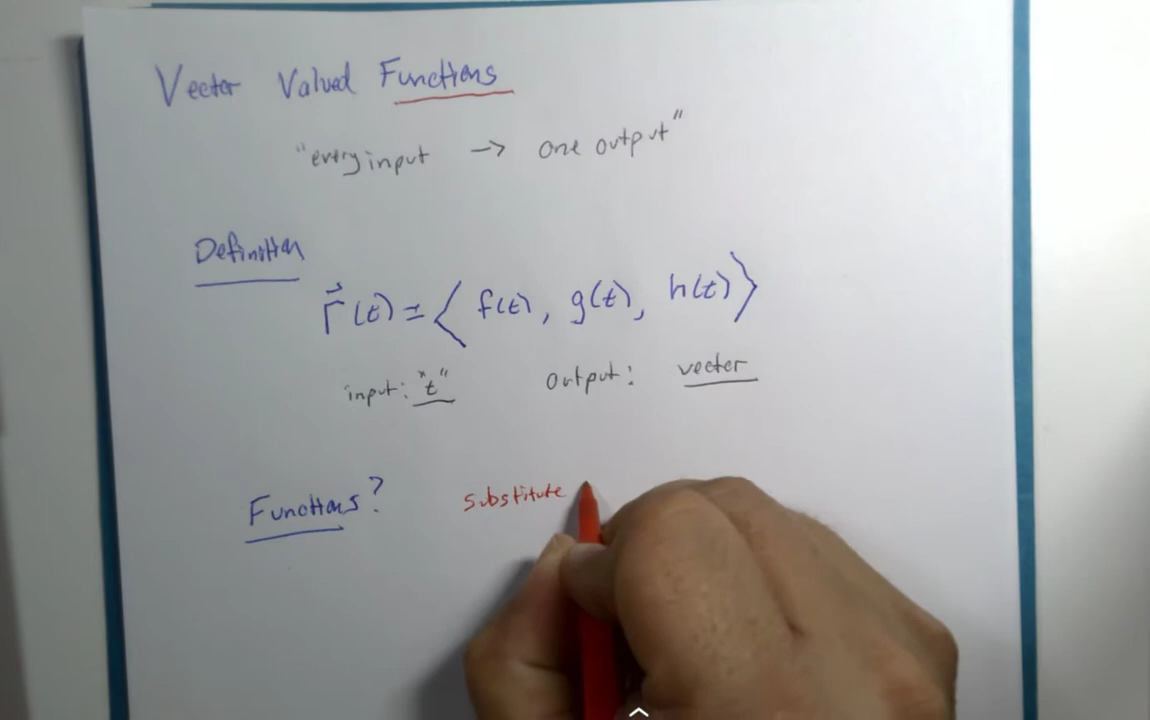 Vector Valued Functions
"every input → one output"
Definition
r⃗(t) = ⟨ f(t), g(t), h(t) ⟩
input: "t" output: vector
Functions? substitute